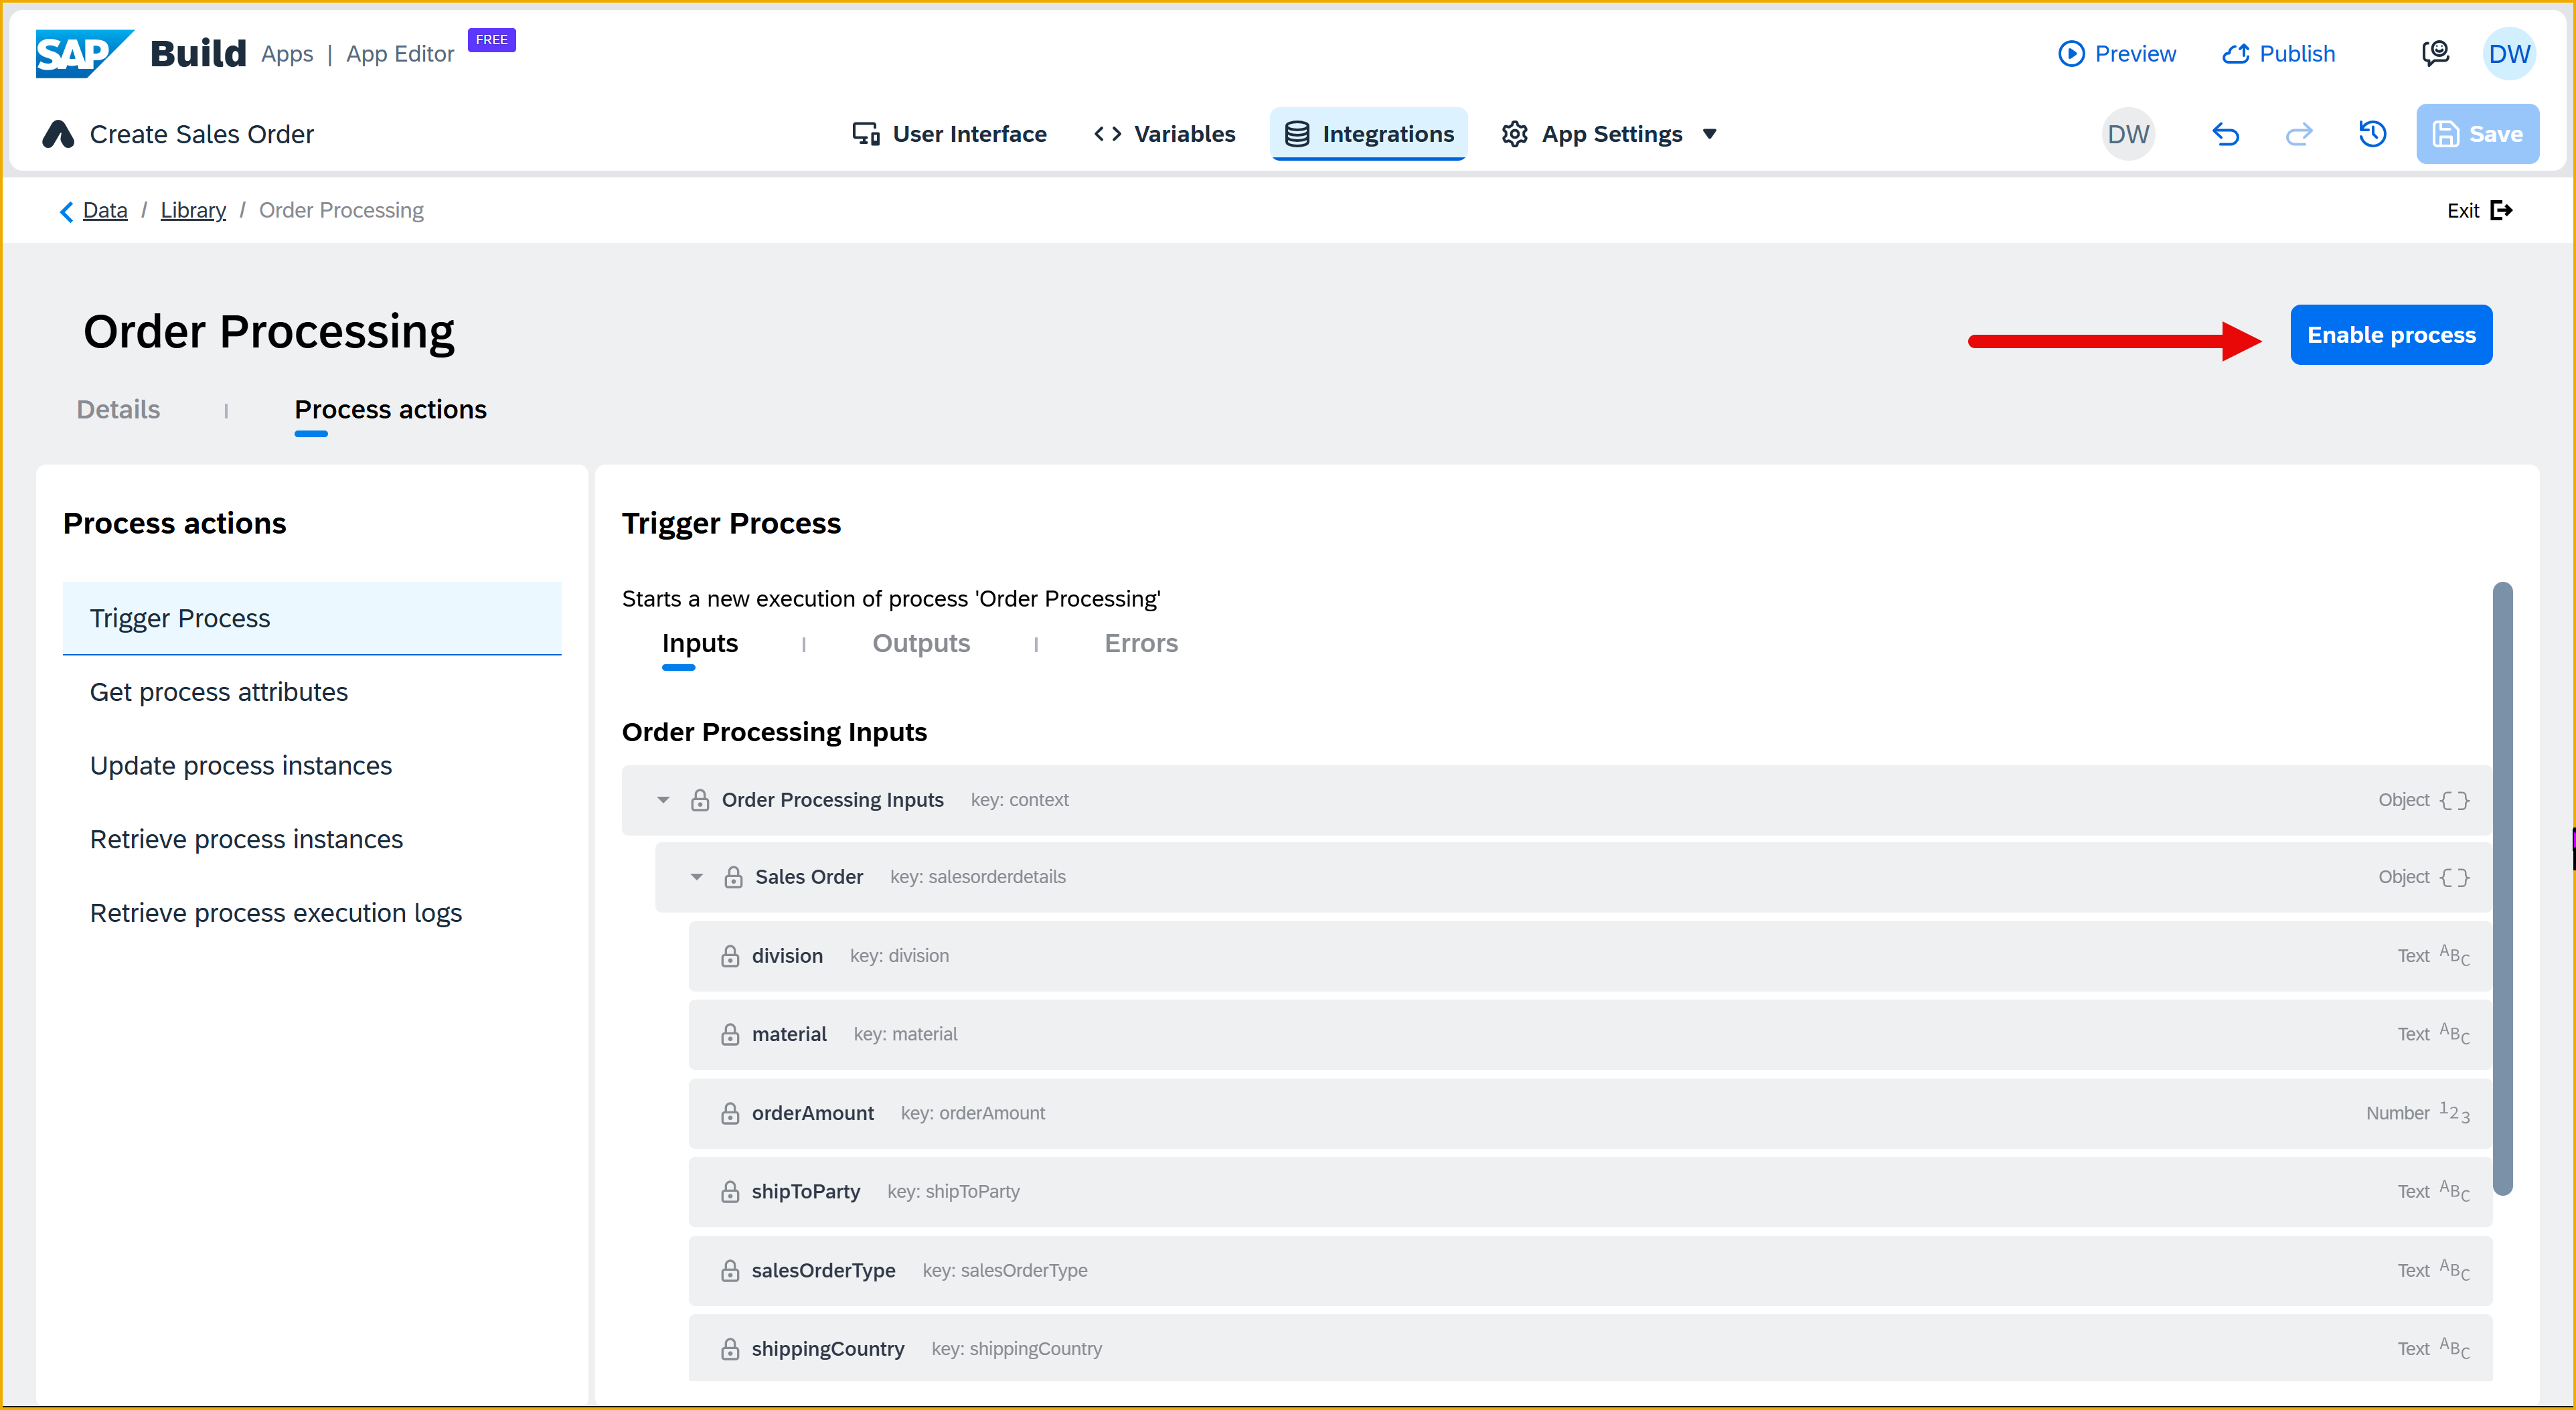 SAP Build Apps | App Editor FREE Preview Publish DW
Create Sales Order User Interface Variables Integrations App Settings DW Save
Data / Library / Order Processing Exit
Order Processing Enable process
Details | Process actions
Process actions
Trigger Process
Get process attributes
Update process instances
Retrieve process instances
Retrieve process execution logs
Trigger Process
Starts a new execution of process 'Order Processing'
Inputs | Outputs | Errors
Order Processing Inputs
Order Processing Inputs key: context Object { }
Sales Order key: salesorderdetails Object { }
division key: division Text ABC
material key: material Text ABC
orderAmount key: orderAmount Number 123
shipToParty key: shipToParty Text ABC
salesOrderType key: salesOrderType Text ABC
shippingCountry key: shippingCountry Text ABC